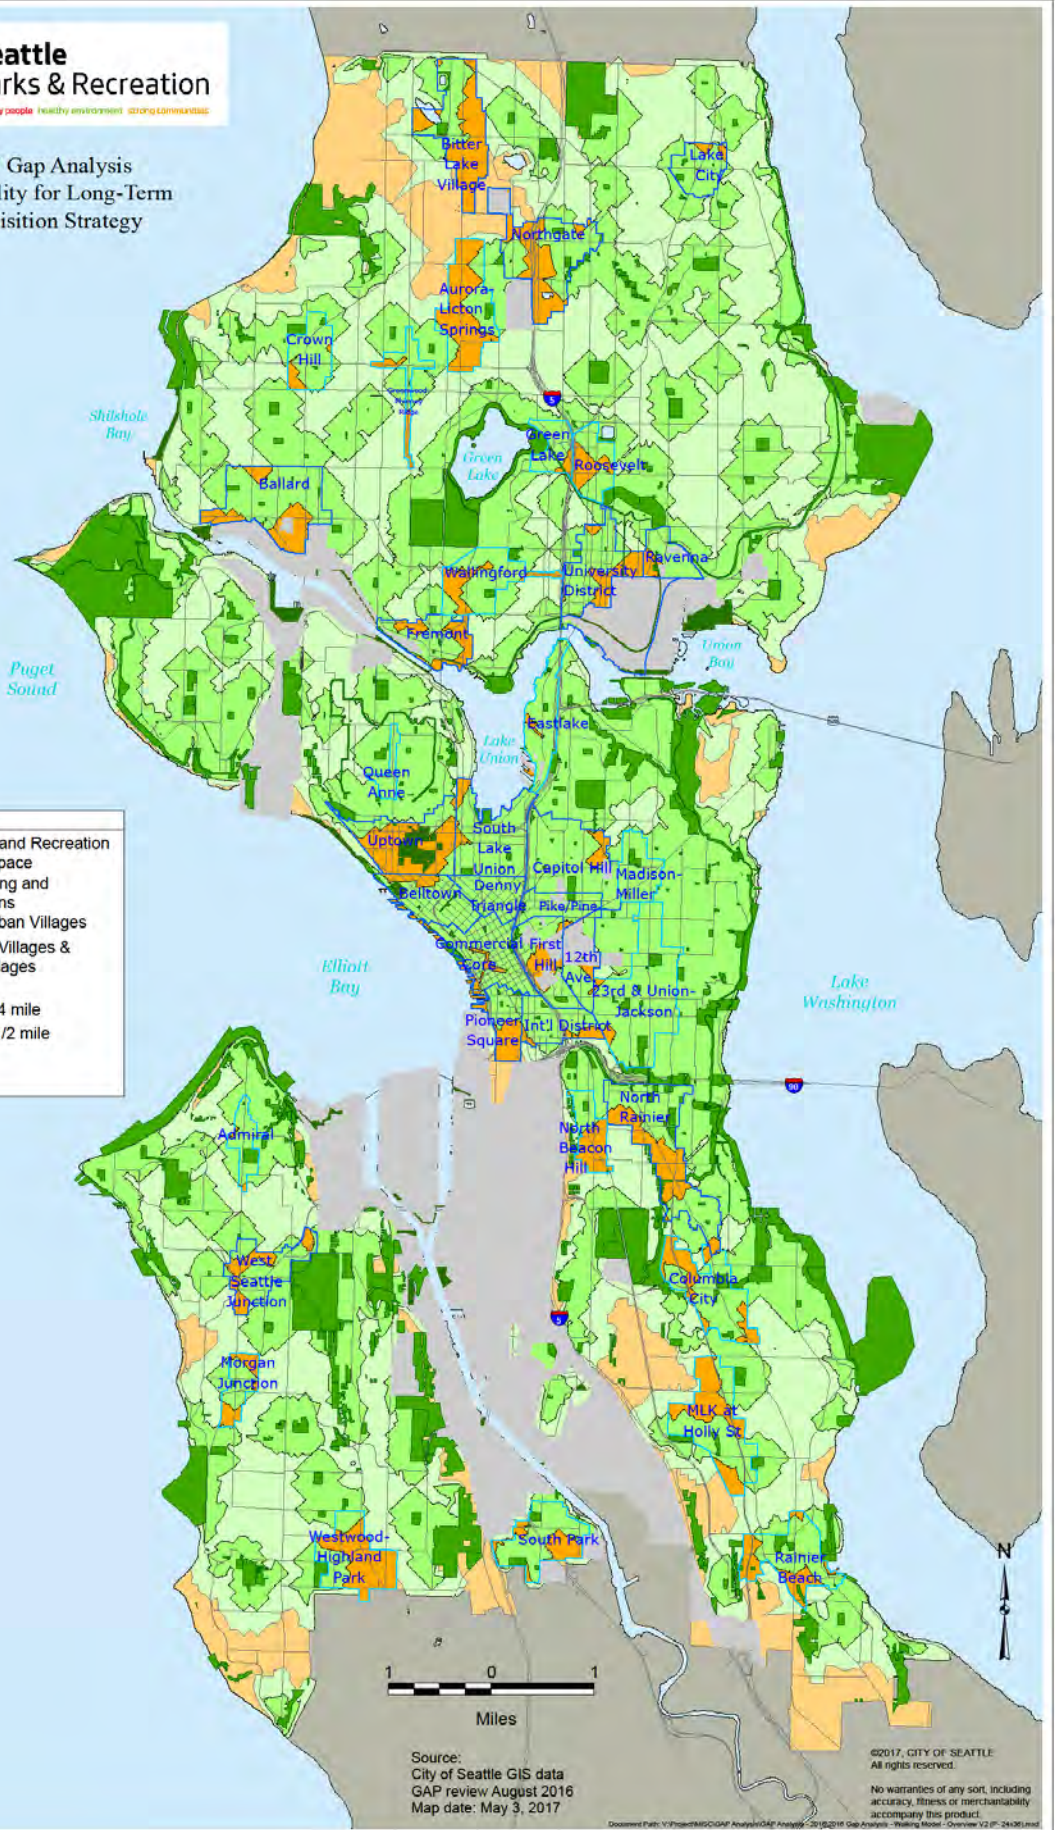 eattle
rks & Recreation
y people healthy environment strong communities
Gap Analysis
lity for Long-Term
isition Strategy
Bitter
Lake
Village
Lake
City
Northgate
Aurora-
Licton
Springs
Crown
Hill
Shilshole
Bay
Ridge
5
Green
Lake
Green
Lake
Roosevelt
Ballard
Ravenna
Wallingford
University
District
Fremont
Union
Bay
Puget
Sound
Eastlake
Lake
Union
Queen
Anne
and Recreation
pace
ng and
ns
ban Villages
Villages &
ages
4 mile
/2 mile
Uptown
South
Lake
Union
Capitol Hill
Madison-
Miller
Belltown
Denny
Triangle
Pike/Pine
Commercial
Core
First
Hill
12th
Ave
Elliott
Bay
Lake
Washington
23rd & Union-
Jackson
Pioneer
Square
Int'l District
90
North
Rainier
Admiral
North
Beacon
Hill
West
Seattle
Junction
Columbia
City
5
Morgan
Junction
MLK at
Holly St
Westwood-
Highland
Park
South Park
Rainier
Beach
N
1 0 1
Miles
Source:
City of Seattle GIS data
GAP review August 2016
Map date: May 3, 2017
©2017, CITY OF SEATTLE
All rights reserved.
No warranties of any sort, including
accuracy, fitness or merchantability
accompany this product.